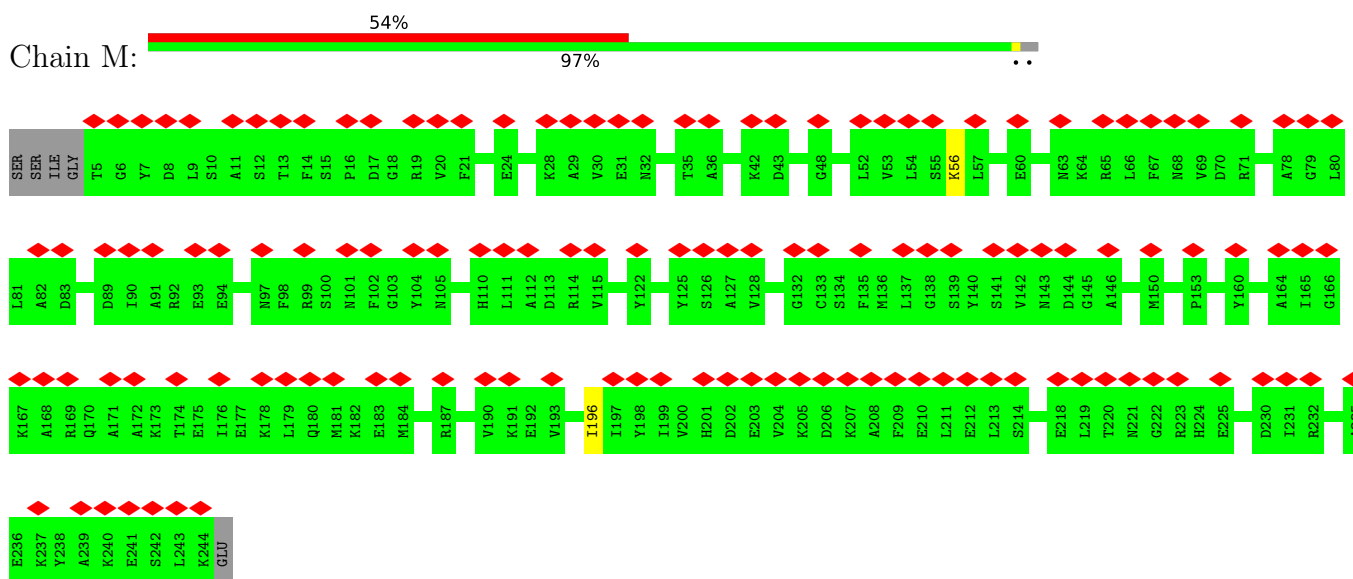 54%
Chain M:
97%
SER SER ILE GLY T5 G6 Y7 D8 L9 S10 A11 S12 T13 F14 S15 P16 D17 G18 R19 V20 F21 E24 K28 A29 V30 E31 N32 T35 A36 K42 D43 G48 L52 V53 L54 S55 K56 L57 E60 N63 K64 R65 L66 F67 N68 V69 D70 R71 A78 G79 L80
L81 A82 D83 D89 I90 A91 R92 E93 E94 N97 F98 R99 S100 N101 F102 G103 Y104 N105 H110 L111 A112 D113 R114 V115 Y122 Y125 S126 A127 V128 G132 C133 S134 F135 M136 L137 G138 S139 Y140 S141 V142 N143 D144 G145 A146 M150 P153 Y160 A164 I165 G166
K167 A168 R169 Q170 A171 A172 K173 T174 E175 I176 E177 K178 L179 Q180 M181 K182 E183 M184 R187 V190 K191 E192 V193 I196 I197 Y198 I199 V200 H201 D202 E203 V204 K205 D206 K207 A208 F209 E210 L211 E212 L213 S214 E218 L219 T220 N221 G222 R223 H224 E225 D230 I231 R232
E236 K237 Y238 A239 K240 E241 S242 L243 K244 GLU